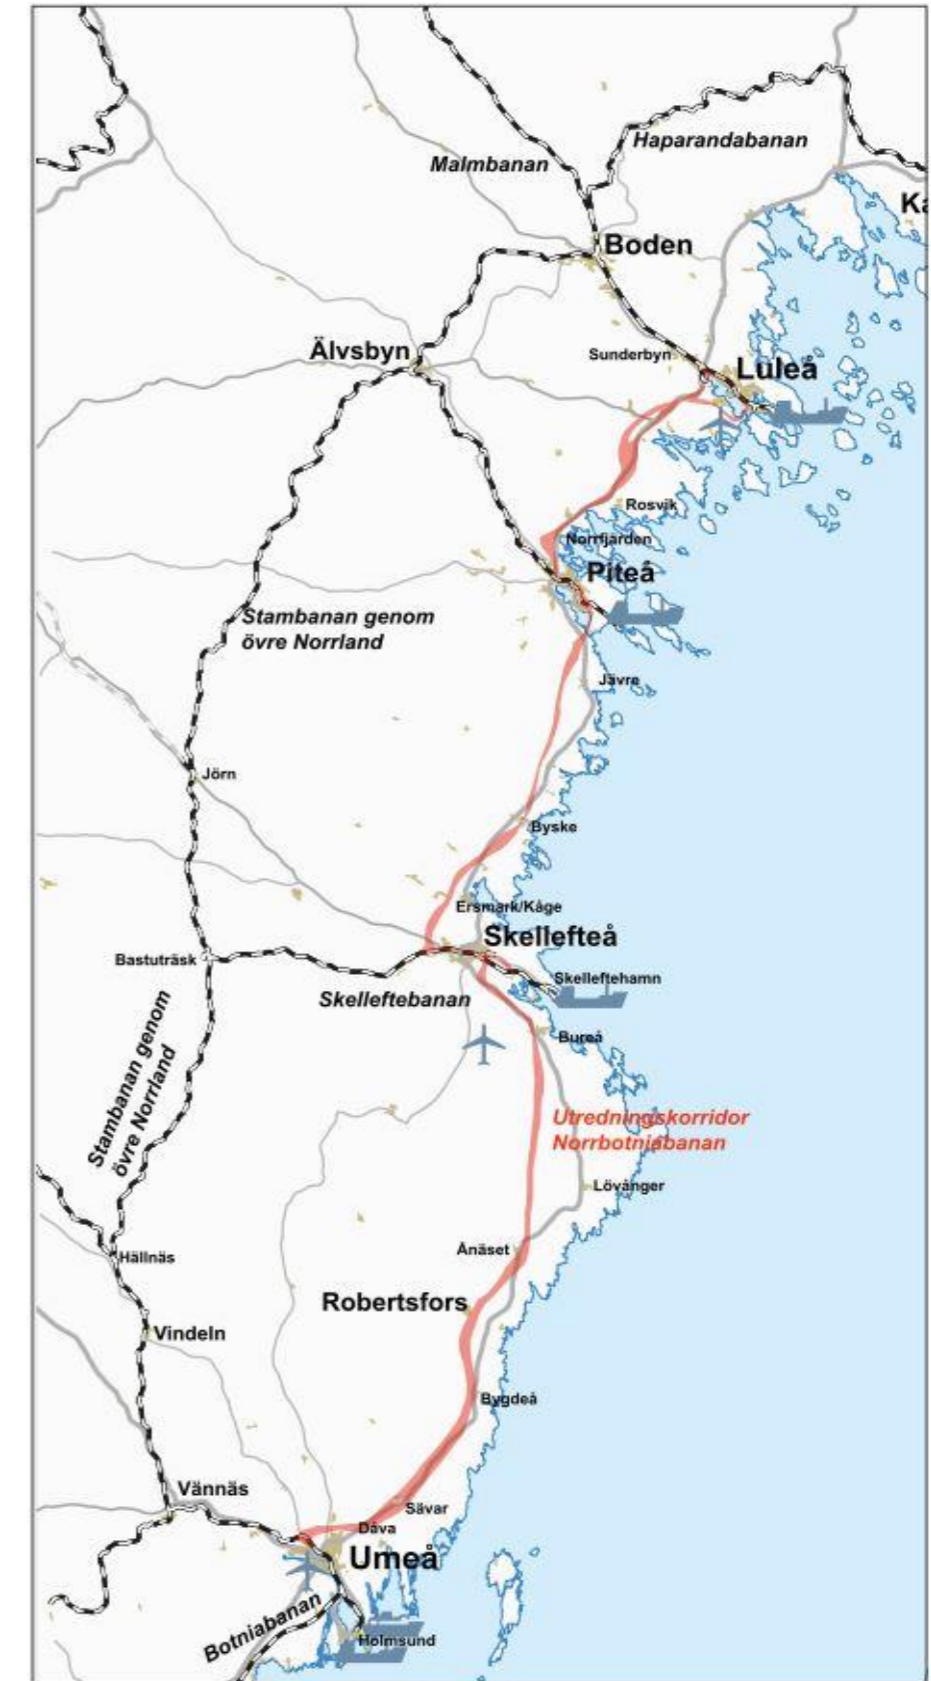 Haparandabanan
Malmbanan
Ka
Boden
Älvsbyn
Sunderbyn
Luleå
Rosvik
Norrfjärden
Piteå
Stambanan genom
övre Norrland
Jävre
Jörn
Byske
Ersmark/Kåge
Skellefteå
Bastuträsk
Skelleftehamn
Skelleftebanan
Bureå
Stambanan genom
övre Norrland
Utredningskorridor
Norrbotniabanan
Lövånger
Ånäset
Hällnäs
Robertsfors
Vindeln
Bygdeå
Vännäs
Sävar
Dåva
Umeå
Botniabanan
Holmsund